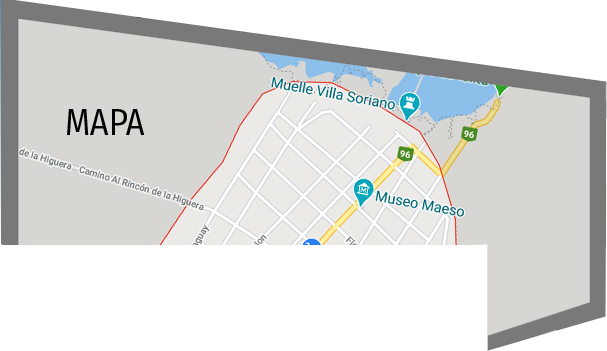 Muelle Villa Soriano
MAPA
96
96
de la Higuera - Camino Al Rincón de la Higuera
Museo Maeso